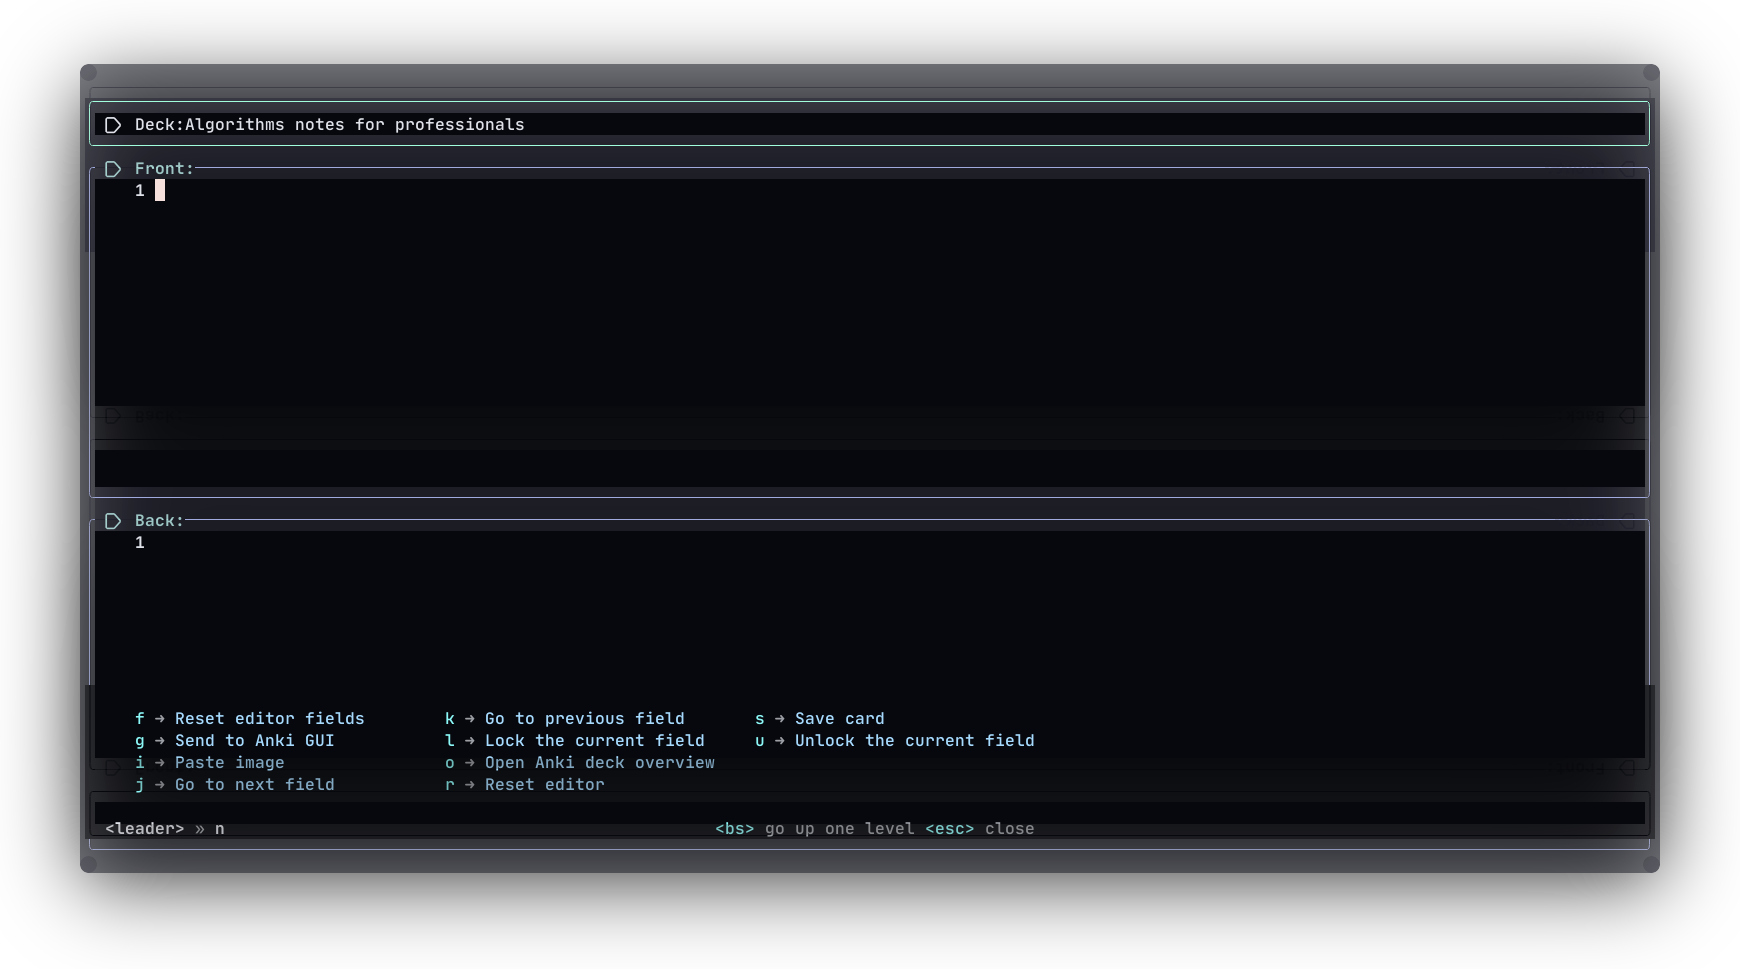 Deck:Algorithms notes for professionals
Front:
1
Back:
1
f → Reset editor fields k → Go to previous field s → Save card
g → Send to Anki GUI l → Lock the current field u → Unlock the current field
i → Paste image o → Open Anki deck overview
j → Go to next field r → Reset editor
<leader> » n <bs> go up one level <esc> close